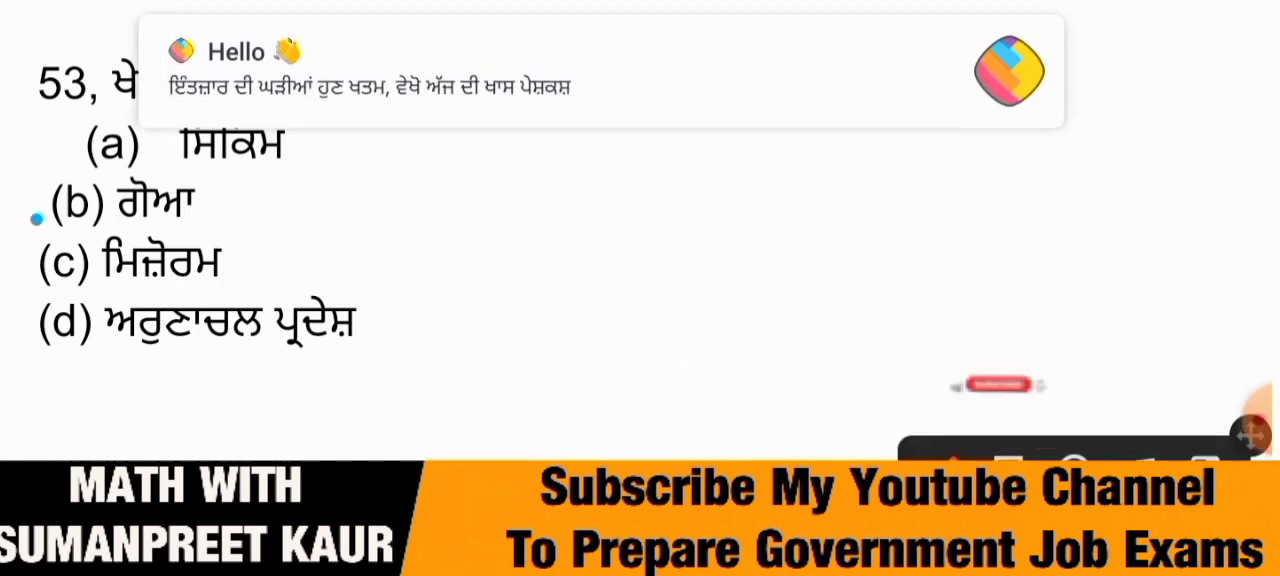 Hello 👋
ਇੰਤਜ਼ਾਰ ਦੀ ਘੜੀਆਂ ਹੁਣ ਖਤਮ, ਵੇਖੋ ਅੱਜ ਦੀ ਖਾਸ ਪੇਸ਼ਕਸ਼
53, ਖੇ
(a) ਸਿਕਿਮ
(b) ਗੋਆ
(c) ਮਿਜ਼ੋਰਮ
(d) ਅਰੁਣਾਚਲ ਪ੍ਰਦੇਸ਼
MATH WITH
SUMANPREET KAUR
Subscribe My Youtube Channel
To Prepare Government Job Exams